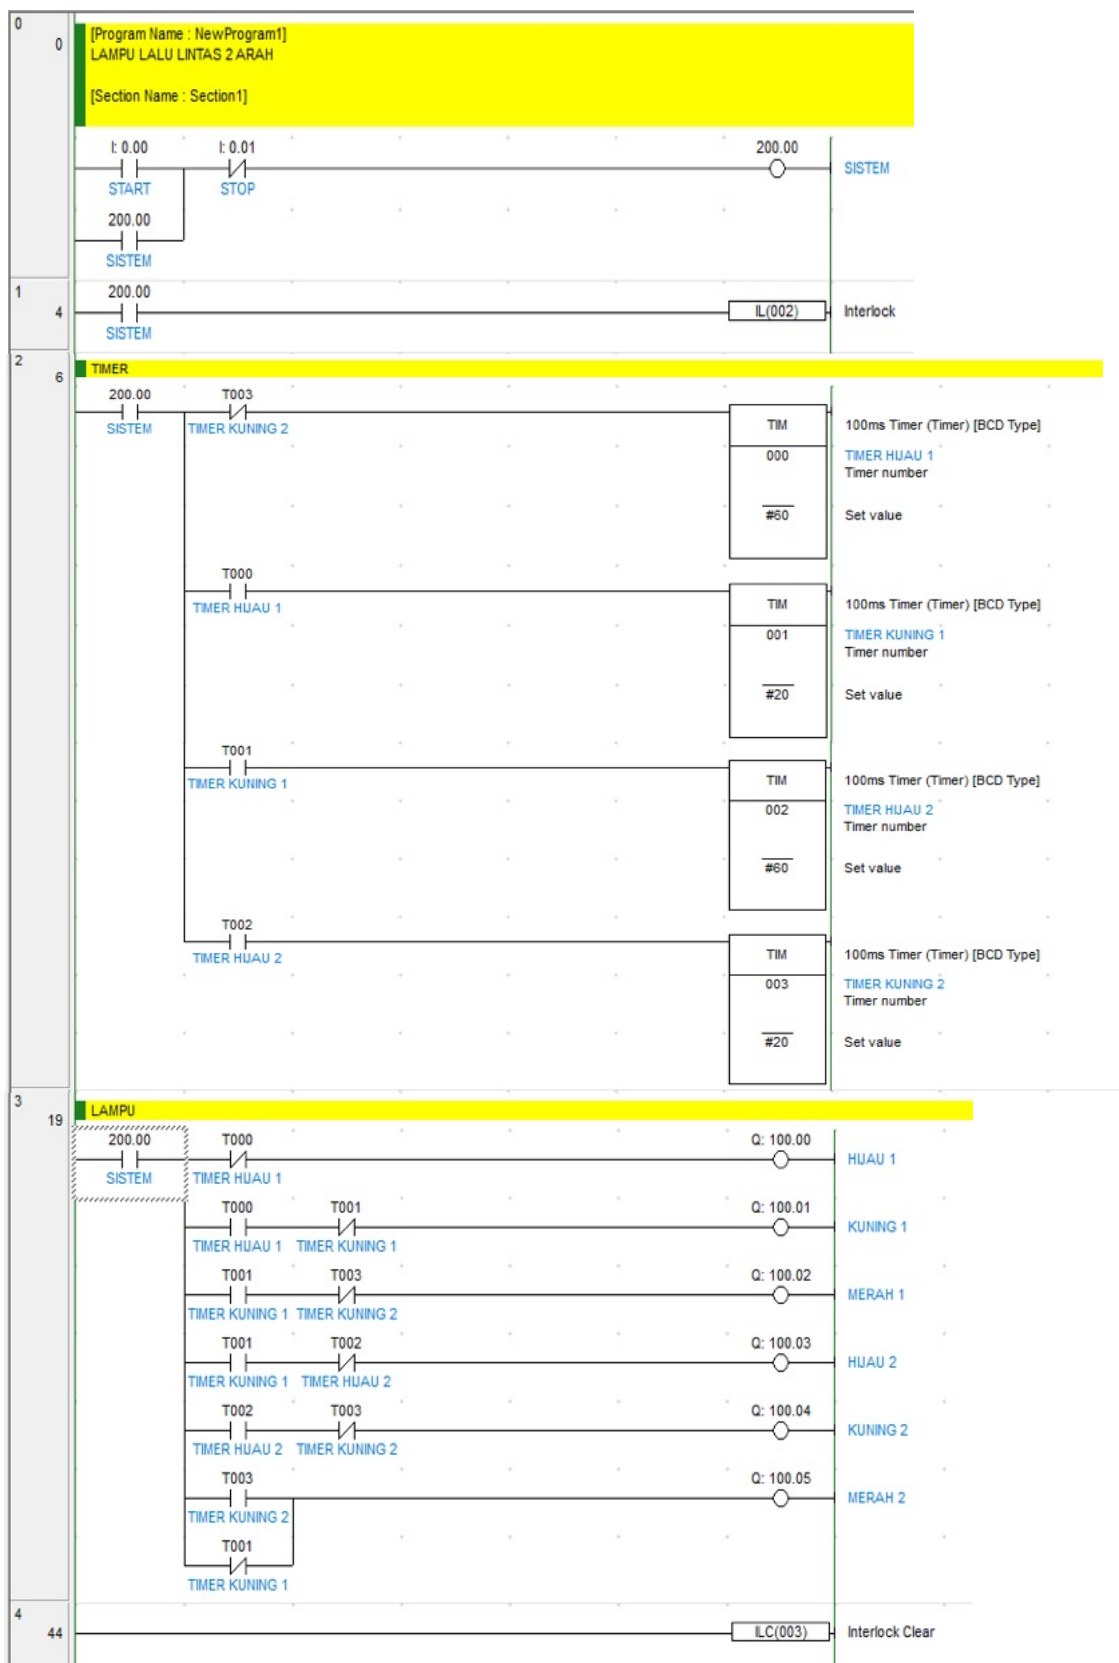 0
0
[Program Name : NewProgram1]
LAMPU LALU LINTAS 2 ARAH
[Section Name : Section1]
I: 0.00 I: 0.01 200.00
START STOP SISTEM
200.00
SISTEM
1
4
200.00
SISTEM
IL(002) Interlock
2
6
TIMER
200.00 T003
SISTEM TIMER KUNING 2
TIM 100ms Timer (Timer) [BCD Type]
000 TIMER HIJAU 1
Timer number
#60 Set value
T000
TIMER HIJAU 1
TIM 100ms Timer (Timer) [BCD Type]
001 TIMER KUNING 1
Timer number
#20 Set value
T001
TIMER KUNING 1
TIM 100ms Timer (Timer) [BCD Type]
002 TIMER HIJAU 2
Timer number
#60 Set value
T002
TIMER HIJAU 2
TIM 100ms Timer (Timer) [BCD Type]
003 TIMER KUNING 2
Timer number
#20 Set value
3
19
LAMPU
200.00 T000 Q: 100.00
SISTEM TIMER HIJAU 1 HIJAU 1
T000 T001 Q: 100.01
TIMER HIJAU 1 TIMER KUNING 1 KUNING 1
T001 T003 Q: 100.02
TIMER KUNING 1 TIMER KUNING 2 MERAH 1
T001 T002 Q: 100.03
TIMER KUNING 1 TIMER HIJAU 2 HIJAU 2
T002 T003 Q: 100.04
TIMER HIJAU 2 TIMER KUNING 2 KUNING 2
T003 Q: 100.05
TIMER KUNING 2 MERAH 2
T001
TIMER KUNING 1
4
44
ILC(003) Interlock Clear